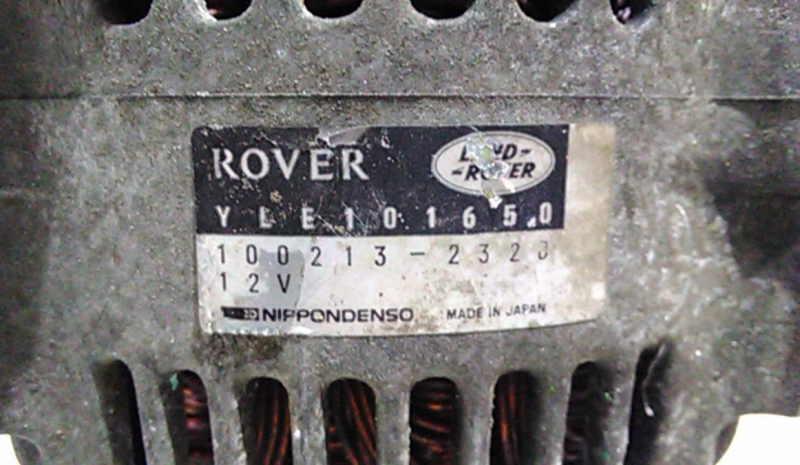 ROVER
LAND-
-ROVER
YLE101650
100213-2320
12V
NIPPONDENSO MADE IN JAPAN